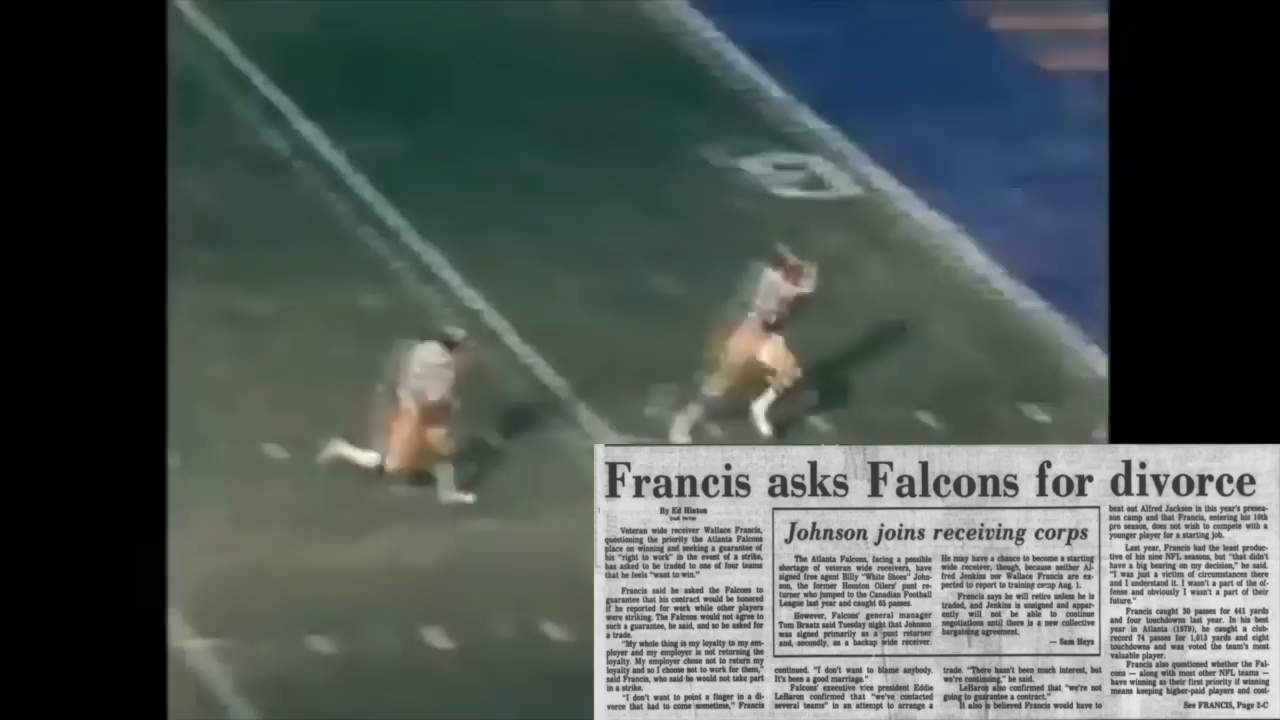 Francis asks Falcons for divorce
By Ed Hinton
Staff Writer
Veteran wide receiver Wallace Francis,
questioning the priority the Atlanta Falcons
place on winning and seeking a guarantee of
his "right to work" in the event of a strike,
has asked to be traded to one of four teams
that he feels "want to win."
Francis said he asked the Falcons to
guarantee that his contract would be honored
if he reported for work while other players
were striking. The Falcons would not agree to
such a guarantee, he said, and so he asked for
a trade.
"My whole thing is my loyalty to my em-
ployer and my employer is not returning the
loyalty. My employer chose not to return my
loyalty and so I choose not to work for them,"
said Francis, who said he would not take part
in a strike.
"I don't want to point a finger in a di-
vorce that had to come sometime," Francis
Johnson joins receiving corps
The Atlanta Falcons, facing a possible
shortage of veteran wide receivers, have
signed free agent Billy "White Shoes" John-
son, the former Houston Oilers' punt re-
turner who jumped to the Canadian Football
League last year and caught 65 passes.
However, Falcons' general manager
Tom Braatz said Tuesday night that Johnson
was signed primarily as a punt returner
and, secondly, as a backup wide receiver.
He may have a chance to become a starting
wide receiver, though, because neither Al-
fred Jenkins nor Wallace Francis are ex-
pected to report to training camp Aug. 1.
Francis says he will retire unless he is
traded, and Jenkins is unsigned and appar-
ently will not be able to continue
negotiations until there is a new collective
bargaining agreement.
— Sam Heys
continued. "I don't want to blame anybody.
It's been a good marriage."
Falcons' executive vice president Eddie
LeBaron confirmed that "we've contacted
several teams" in an attempt to arrange a
trade. "There hasn't been much interest, but
we're continuing," he said.
LeBaron also confirmed that "we're not
going to guarantee a contract."
It also is believed Francis would have to
beat out Alfred Jackson in this year's presea-
son camp and that Francis, entering his 10th
pro season, does not wish to compete with a
younger player for a starting job.
Last year, Francis had the least produc-
tive of his nine NFL seasons, but "that didn't
have a big bearing on my decision," he said.
"I was just a victim of circumstances there
and I understand it. I wasn't a part of the of-
fense and obviously I wasn't a part of their
future."
Francis caught 30 passes for 441 yards
and four touchdowns last year. In his best
year in Atlanta (1979), he caught a club-
record 74 passes for 1,013 yards and eight
touchdowns and was voted the team's most
valuable player.
Francis also questioned whether the Fal-
cons — along with most other NFL teams —
have winning as their first priority if winning
means keeping higher-paid players and cost-
See FRANCIS, Page 2-C